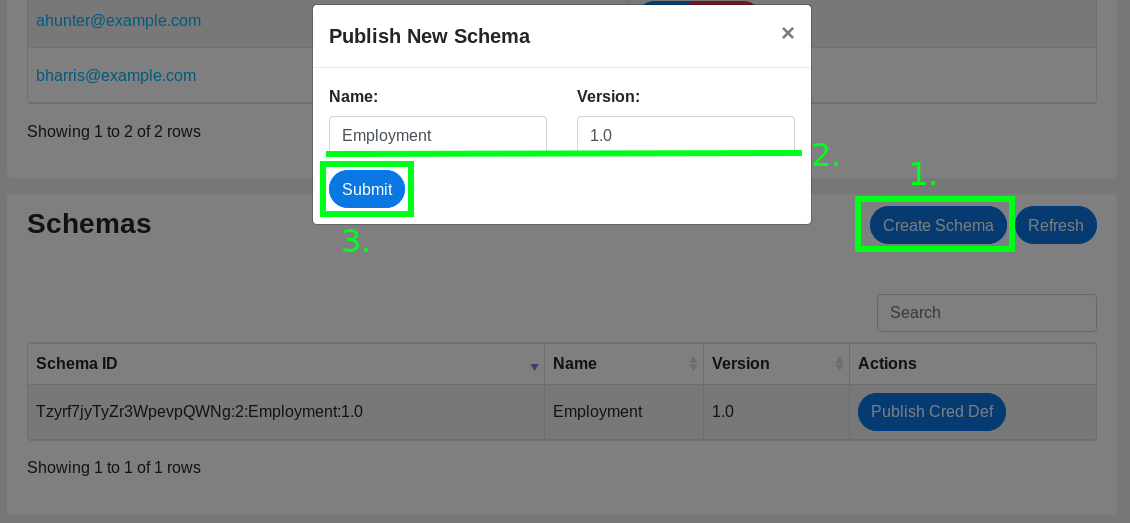 ahunter@example.com
Publish New Schema ×
bharris@example.com
Name: Version:
Employment 1.0
Showing 1 to 2 of 2 rows
2.
1.
Submit
Schemas
Create Schema Refresh
3.
Search
Schema ID Name Version Actions
Tzyrf7jyTyZr3WpevpQWNg:2:Employment:1.0 Employment 1.0 Publish Cred Def
Showing 1 to 1 of 1 rows